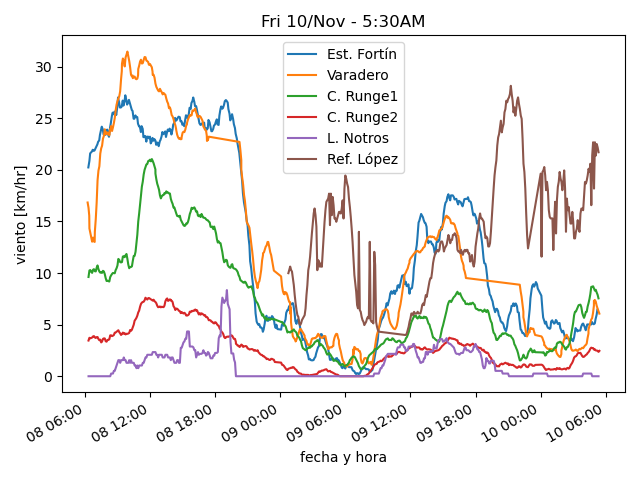 Fri 10/Nov - 5:30AM
Est. Fortín
Varadero
C. Runge1
C. Runge2
L. Notros
Ref. López
viento [km/hr]
30
25
20
15
10
5
0
08 06:00
08 12:00
08 18:00
09 00:00
09 06:00
09 12:00
09 18:00
10 00:00
10 06:00
fecha y hora